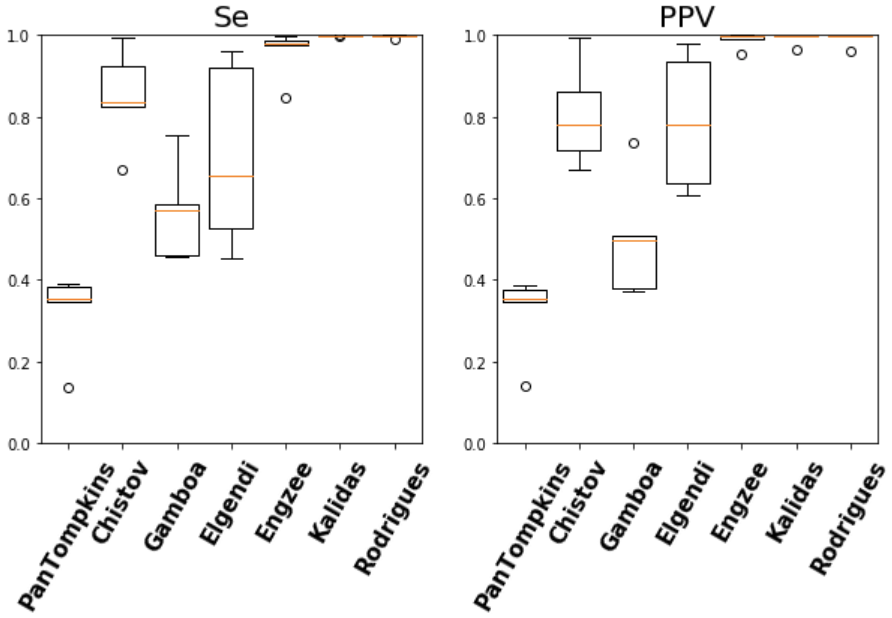 Se
1.0
0.8
0.6
0.4
0.2
0.0
PanTompkins
Chistov
Gamboa
Elgendi
Engzee
Kalidas
Rodrigues
PPV
1.0
0.8
0.6
0.4
0.2
0.0
PanTompkins
Chistov
Gamboa
Elgendi
Engzee
Kalidas
Rodrigues